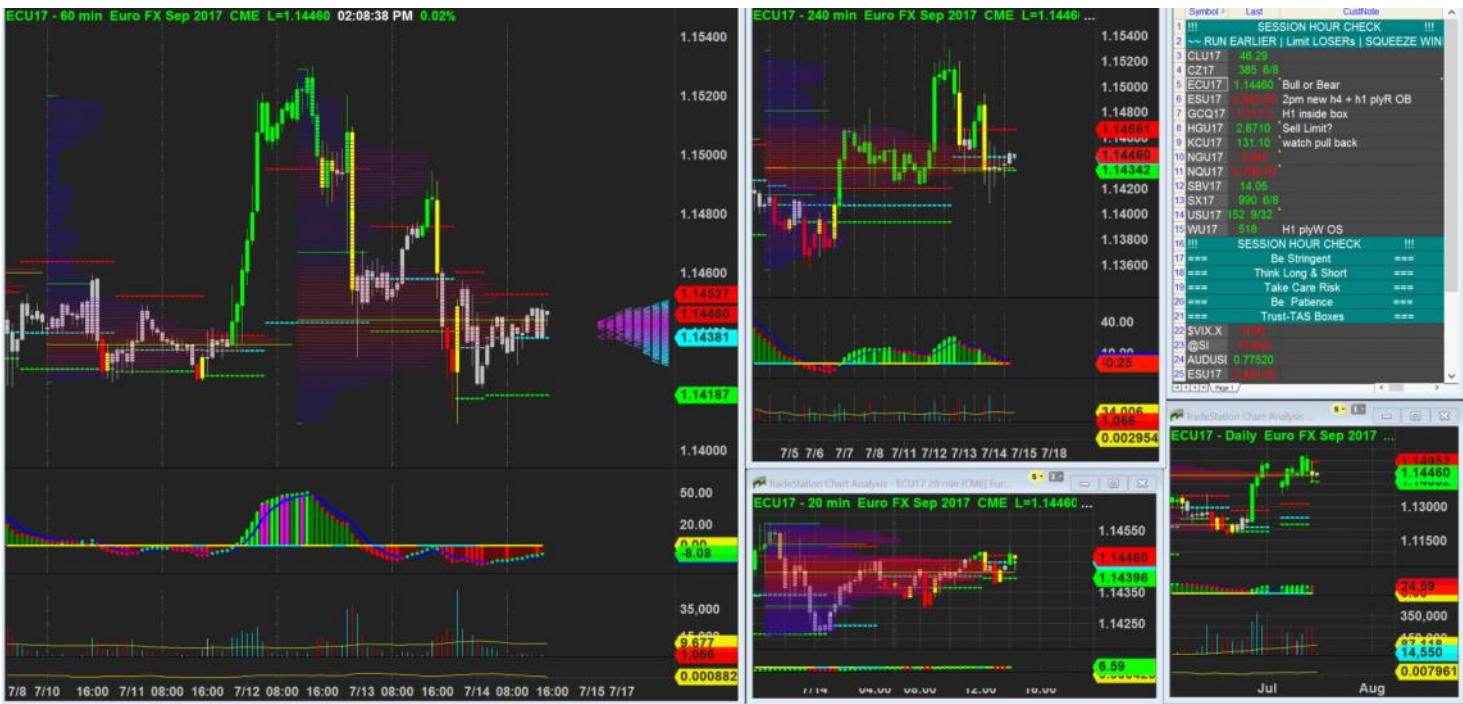 ECU17 - 60 min Euro FX Sep 2017 CME L=1.14460 02:08:38 PM 0.02%
1.15400
1.15200
1.15000
1.14800
1.14600
1.14527
1.14460
1.14381
1.14187
1.14000
50.00
20.00
-8.08
35,000
9.677
1,066
0.000882
7/8 7/10 16:00 7/11 08:00 16:00 7/12 08:00 16:00 7/13 08:00 16:00 7/14 08:00 16:00 7/15 7/17
ECU17 - 240 min Euro FX Sep 2017 CME L=1.1446 ...
1.15400
1.15200
1.15000
1.14800
1.14661
1.14460
1.14342
1.14200
1.14000
1.13800
1.13600
40.00
-0.25
34,006
1,066
0.002954
7/5 7/6 7/7 7/8 7/11 7/12 7/13 7/14 7/15 7/18
TradeStation Chart Analysis - ECU17 20 min [CME] Eur...
ECU17 - 20 min Euro FX Sep 2017 CME L=1.14460 ...
1.14550
1.14460
1.14396
1.14350
1.14250
6.59
7/14 04:00 08:00 12:00 16:00
Symbol Last CustNote
1 !!! SESSION HOUR CHECK !!!
2 ~~ RUN EARLIER | Limit LOSERs | SQUEEZE WIN
3 CLU17 46.29
4 CZ17 385 6/8
5 ECU17 1.14460 Bull or Bear
6 ESU17 2pm new h4 + h1 plyR OB
7 GCQ17 H1 inside box
8 HGU17 2.6710 Sell Limit?
9 KCU17 131.10 watch pull back
10 NGU17
11 NQU17
12 SBV17 14.05
13 SX17 990 6/8
14 USU17 152 9/32
15 WU17 518 H1 plyW OS
16 !!! SESSION HOUR CHECK !!!
17 === Be Stringent ===
18 === Think Long & Short ===
19 === Take Care Risk ===
20 === Be Patience ===
21 === Trust-TAS Boxes ===
22 $VIX.X
23 @SI
24 AUDUSI 0.77520
25 ESU17
Page 1
TradeStation Chart Analysis ...
ECU17 - Daily Euro FX Sep 2017 ...
1.14952
1.14460
1.13000
1.11500
24.59
350,000
87,118
14,550
0.007961
Jul Aug